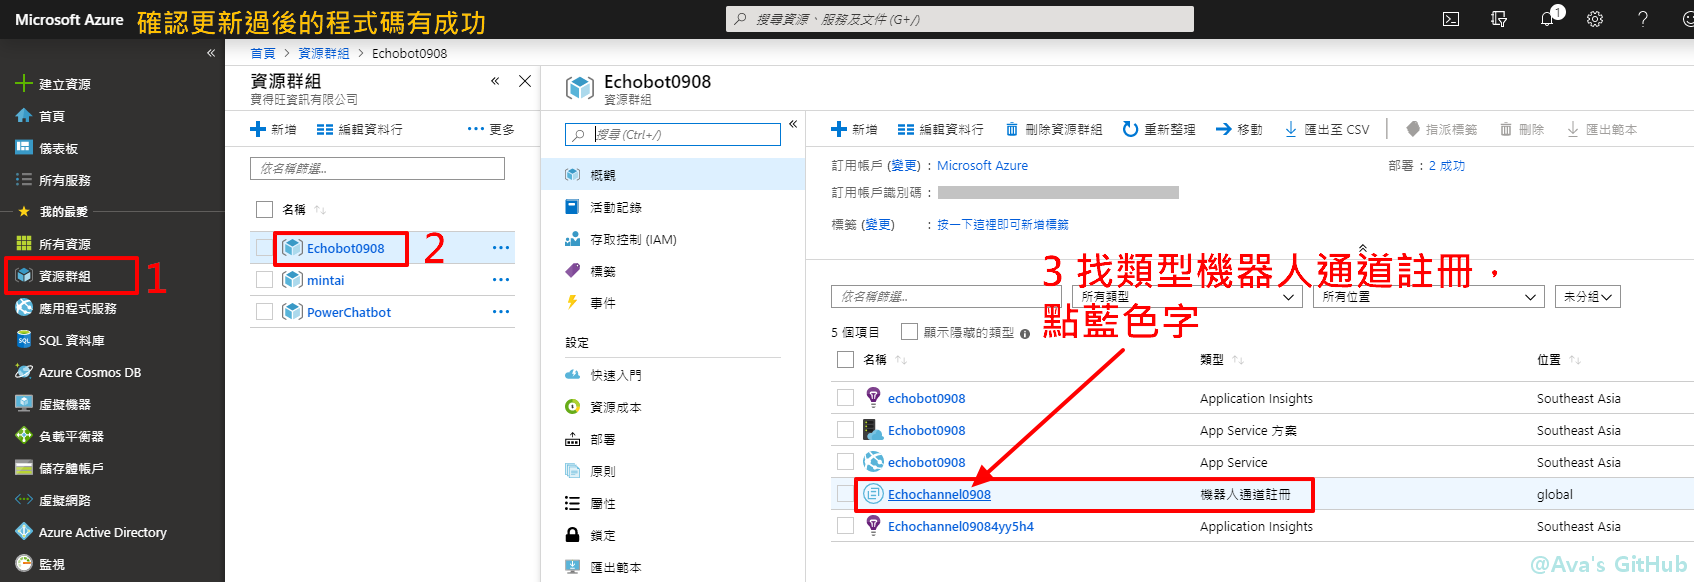 Microsoft Azure
確認更新過後的程式碼有成功
搜尋資源、服務及文件 (G+/)
1
«
建立資源
首頁
儀表板
所有服務
我的最愛
所有資源
資源群組
1
應用程式服務
SQL 資料庫
Azure Cosmos DB
虛擬機器
負載平衡器
儲存體帳戶
虛擬網路
Azure Active Directory
監視
首頁 > 資源群組 > Echobot0908
資源群組
寶得旺資訊有限公司
新增 編輯資料行 ••• 更多
依名稱篩選...
名稱 ↑↓
Echobot0908 •••
2
mintai •••
PowerChatbot •••
Echobot0908
資源群組
搜尋 (Ctrl+/)
概觀
活動記錄
存取控制 (IAM)
標籤
事件
設定
快速入門
資源成本
部署
原則
屬性
鎖定
匯出範本
新增 編輯資料行 刪除資源群組 重新整理 移動 匯出至 CSV 指派標籤 刪除 匯出範本
訂用帳戶 (變更) : Microsoft Azure
部署 : 2 成功
訂用帳戶識別碼 :
標籤 (變更) : 按一下這裡即可新增標籤
3 找類型機器人通道註冊，
點藍色字
依名稱篩選... 所有類型 所有位置 未分組
5 個項目 顯示隱藏的類型
名稱 ↑↓ 類型 ↑↓ 位置 ↑↓
echobot0908 Application Insights Southeast Asia
Echobot0908 App Service 方案 Southeast Asia
echobot0908 App Service Southeast Asia
Echochannel0908 機器人通道註冊 global
Echochannel09084yy5h4 Application Insights Southeast Asia
@Ava's GitHub